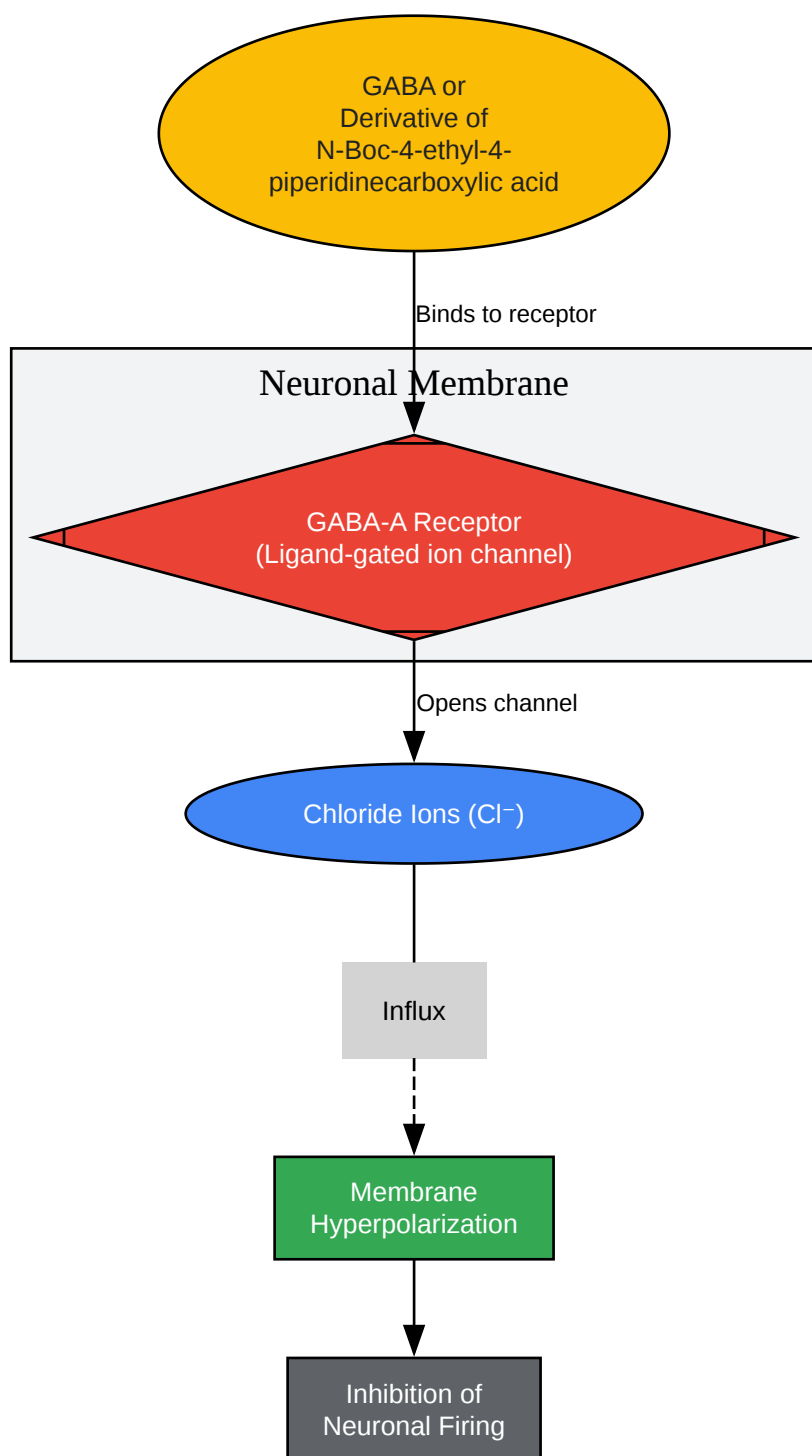 GABA or
Derivative of
N-Boc-4-ethyl-4-
piperidinecarboxylic acid
Binds to receptor
Neuronal Membrane
GABA-A Receptor
(Ligand-gated ion channel)
Opens channel
Chloride Ions (Cl⁻)
Influx
Membrane
Hyperpolarization
Inhibition of
Neuronal Firing